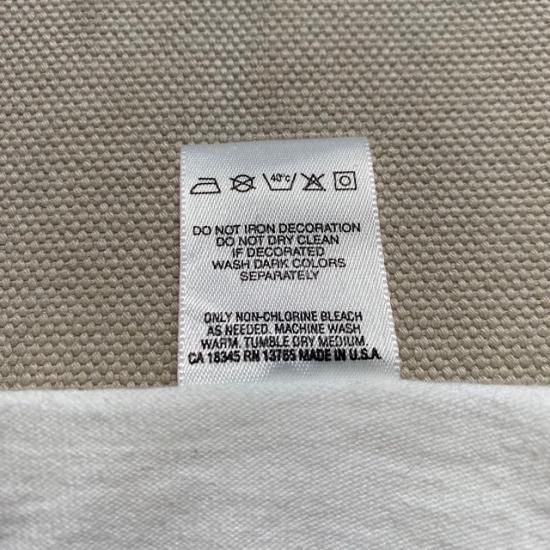 40°C
DO NOT IRON DECORATION
DO NOT DRY CLEAN
IF DECORATED
WASH DARK COLORS
SEPARATELY
ONLY NON-CHLORINE BLEACH
AS NEEDED. MACHINE WASH
WARM. TUMBLE DRY MEDIUM.
CA 18345 RN 13765 MADE IN U.S.A.